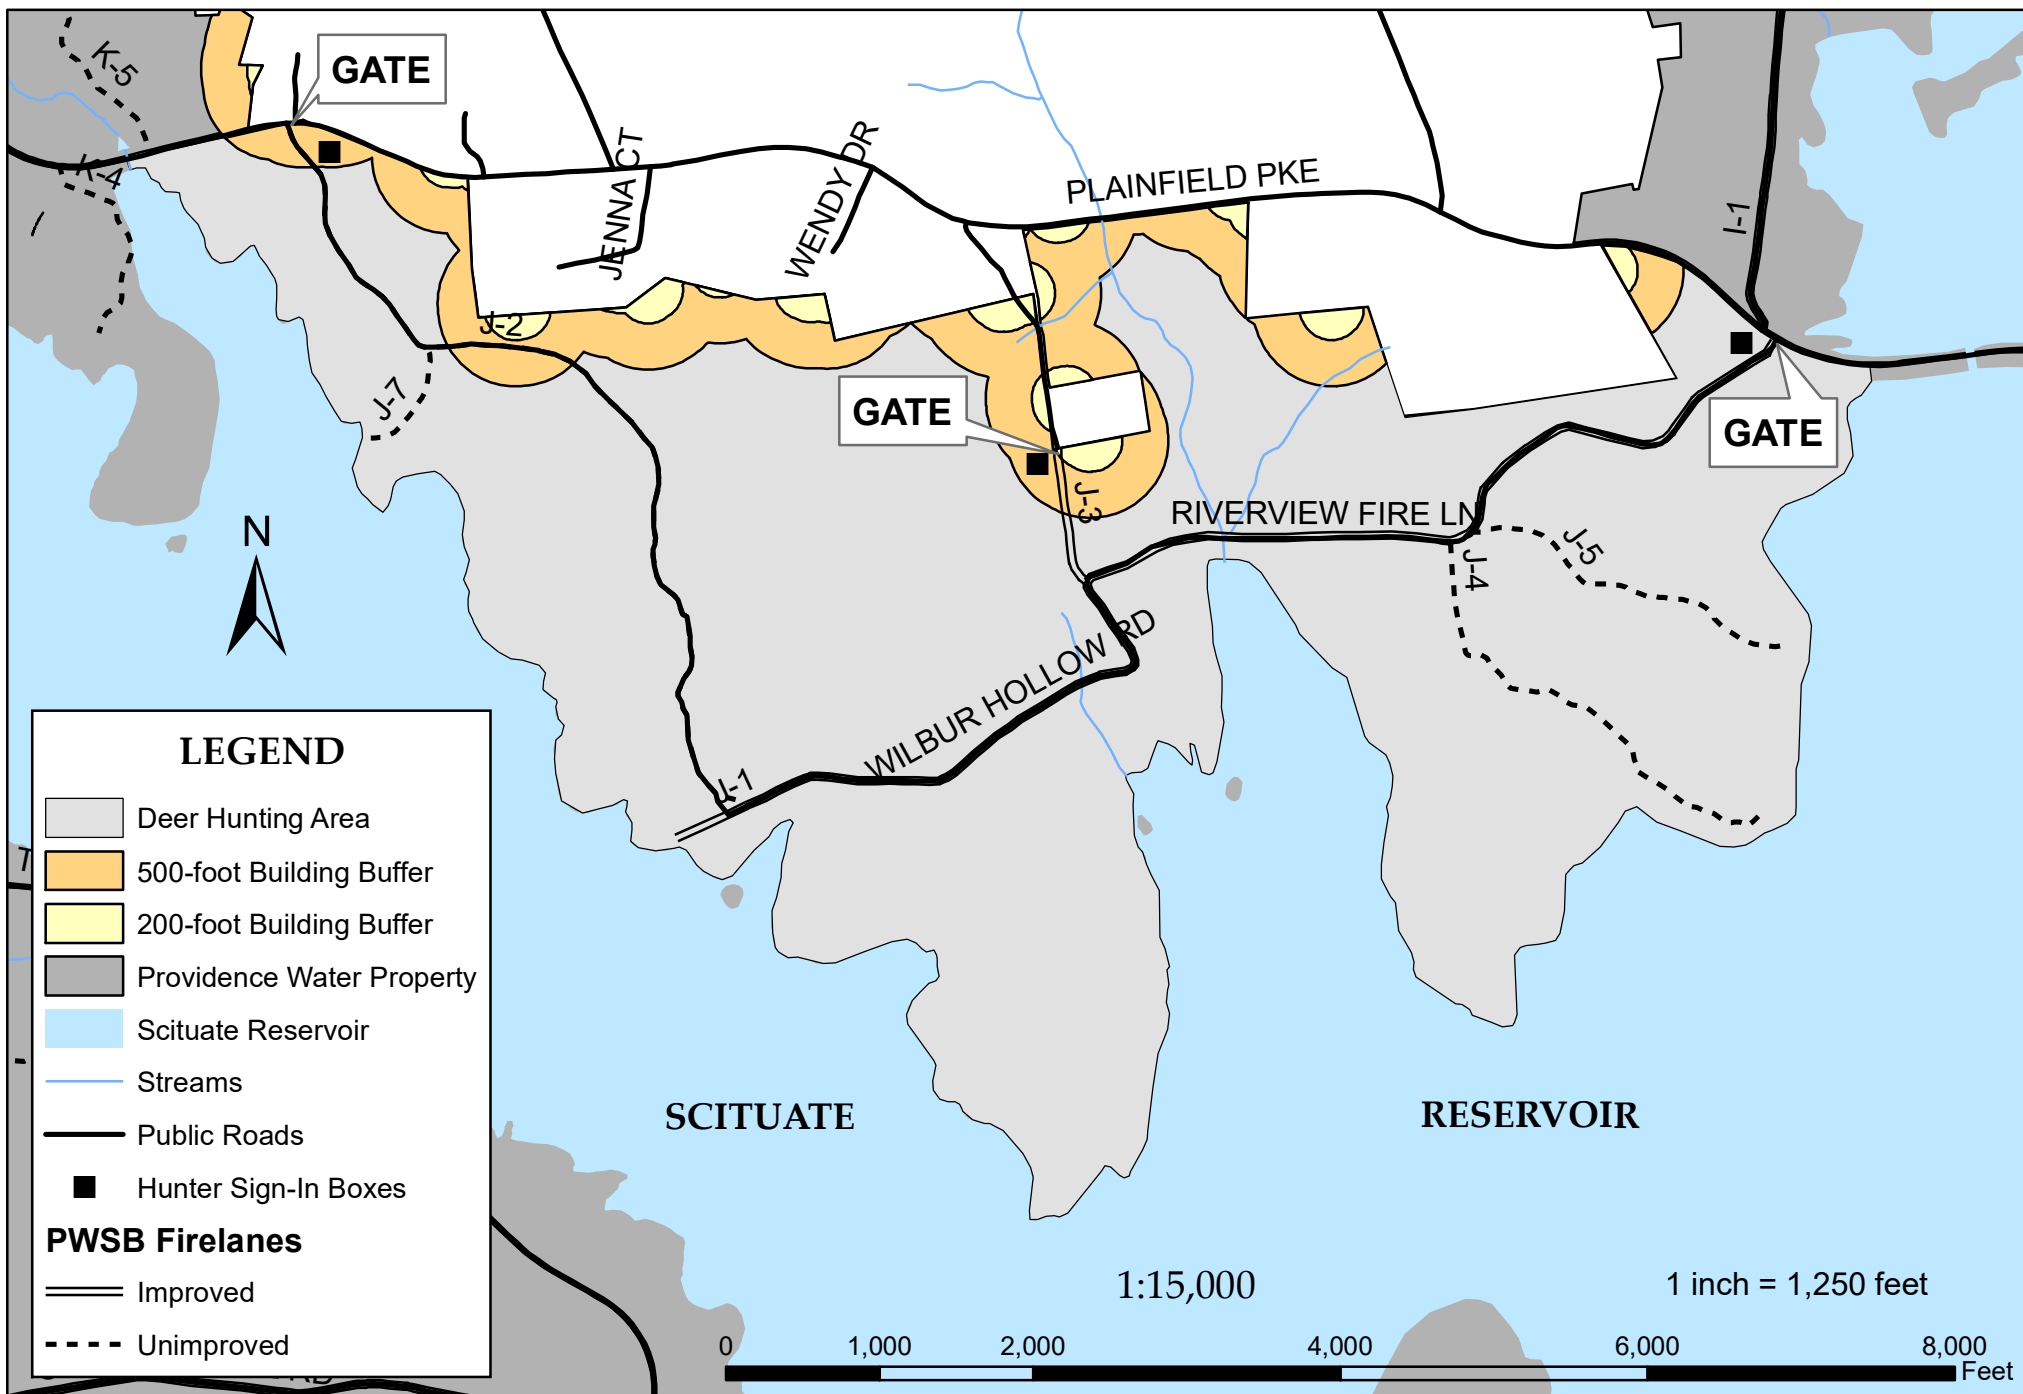 K-5
GATE
K-4
JENNA CT
WENDY DR
PLAINFIELD PKE
I-1
J-2
J-7
GATE
GATE
J-3
RIVERVIEW FIRE LN
J-5
J-4
N
WILBUR HOLLOW RD
J-1
LEGEND
Deer Hunting Area
500-foot Building Buffer
200-foot Building Buffer
Providence Water Property
Scituate Reservoir
Streams
Public Roads
Hunter Sign-In Boxes
PWSB Firelanes
Improved
Unimproved
SCITUATE
RESERVOIR
1:15,000
1 inch = 1,250 feet
0 1,000 2,000 4,000 6,000 8,000
Feet